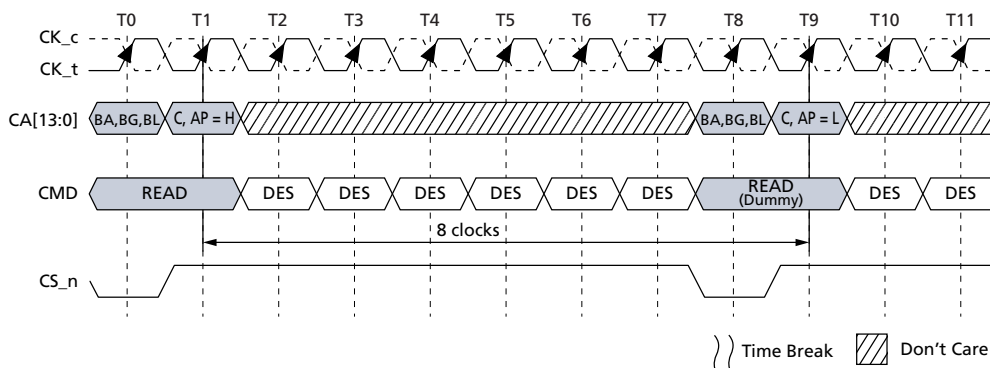 T0 T1 T2 T3 T4 T5 T6 T7 T8 T9 T10 T11
CK_c
CK_t
CA[13:0] BA,BG,BL C, AP = H BA,BG,BL C, AP = L
CMD READ DES DES DES DES DES DES READ DES DES
(Dummy)
8 clocks
CS_n
Time Break Don't Care